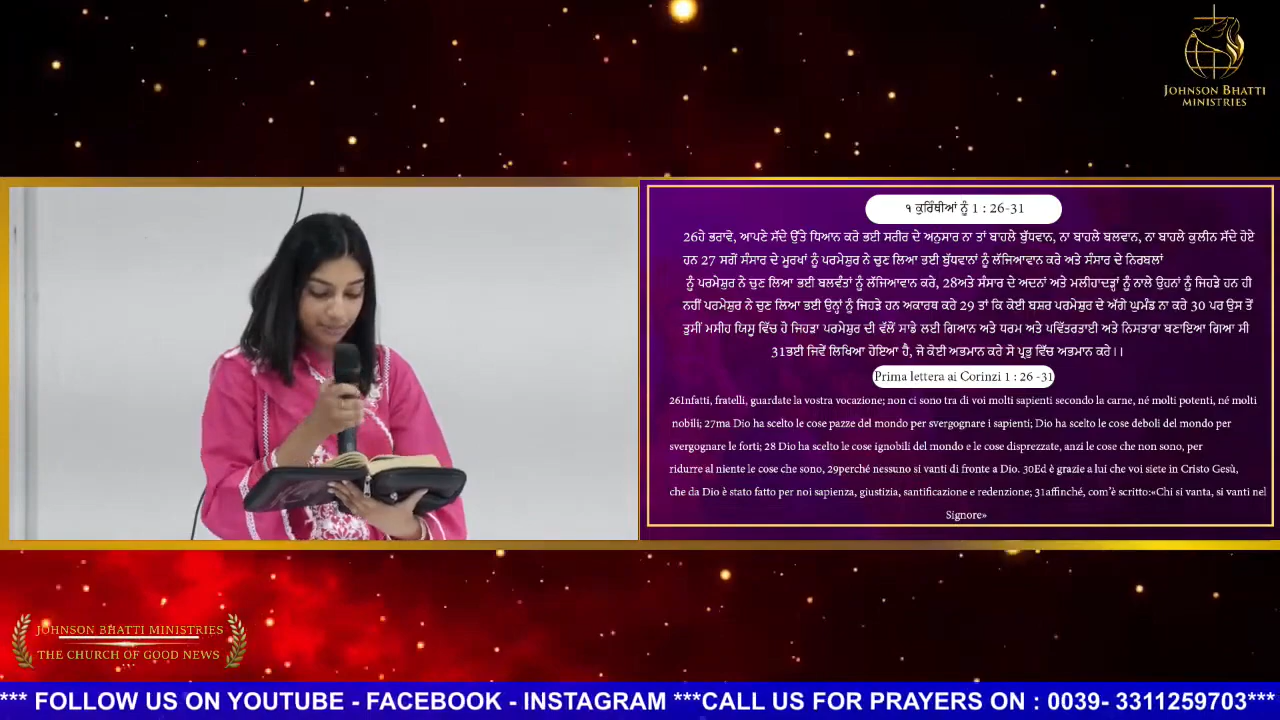 JOHNSON BHATTI
MINISTRIES
੧ ਕੁਰਿੰਥੀਆਂ ਨੂੰ 1 : 26-31
26ਹੇ ਭਰਾਵੋ, ਆਪਣੇ ਸੱਦੇ ਉੱਤੇ ਧਿਆਨ ਕਰੋ ਭਈ ਸਰੀਰ ਦੇ ਅਨੁਸਾਰ ਨਾ ਤਾਂ ਬਾਹਲੇ ਬੁੱਧਵਾਨ, ਨਾ ਬਾਹਲੇ ਬਲਵਾਨ, ਨਾ ਬਾਹਲੇ ਕੁਲੀਨ ਸੱਦੇ ਹੋਏ
ਹਨ 27 ਸਗੋਂ ਸੰਸਾਰ ਦੇ ਮੂਰਖਾਂ ਨੂੰ ਪਰਮੇਸ਼ੁਰ ਨੇ ਚੁਣ ਲਿਆ ਭਈ ਬੁੱਧਵਾਨਾਂ ਨੂੰ ਲੱਜਿਆਵਾਨ ਕਰੇ ਅਤੇ ਸੰਸਾਰ ਦੇ ਨਿਰਬਲਾਂ
ਨੂੰ ਪਰਮੇਸ਼ੁਰ ਨੇ ਚੁਣ ਲਿਆ ਭਈ ਬਲਵੰਤਾਂ ਨੂੰ ਲੱਜਿਆਵਾਨ ਕਰੇ, 28ਅਤੇ ਸੰਸਾਰ ਦੇ ਅਦਨਾਂ ਅਤੇ ਮਲੀਹਾਦੜ੍ਹਾਂ ਨੂੰ ਨਾਲੇ ਉਹਨਾਂ ਨੂੰ ਜਿਹੜੇ ਹਨ ਹੀ
ਨਹੀਂ ਪਰਮੇਸ਼ੁਰ ਨੇ ਚੁਣ ਲਿਆ ਭਈ ਉਨ੍ਹਾਂ ਨੂੰ ਜਿਹੜੇ ਹਨ ਅਕਾਰਥ ਕਰੇ 29 ਤਾਂ ਕਿ ਕੋਈ ਬਸ਼ਰ ਪਰਮੇਸ਼ੁਰ ਦੇ ਅੱਗੇ ਘੁਮੰਡ ਨਾ ਕਰੇ 30 ਪਰ ਉਸ ਤੋਂ
ਤੁਸੀਂ ਮਸੀਹ ਯਿਸੂ ਵਿੱਚ ਹੋ ਜਿਹੜਾ ਪਰਮੇਸ਼ੁਰ ਦੀ ਵੱਲੋਂ ਸਾਡੇ ਲਈ ਗਿਆਨ ਅਤੇ ਧਰਮ ਅਤੇ ਪਵਿੱਤਰਤਾਈ ਅਤੇ ਨਿਸਤਾਰਾ ਬਣਾਇਆ ਗਿਆ ਸੀ
31ਭਈ ਜਿਵੇਂ ਲਿਖਿਆ ਹੋਇਆ ਹੈ, ਜੋ ਕੋਈ ਅਭਮਾਨ ਕਰੇ ਸੋ ਪ੍ਰਭੁ ਵਿੱਚ ਅਭਮਾਨ ਕਰੇ।।
Prima lettera ai Corinzi 1 : 26 -31
26Infatti, fratelli, guardate la vostra vocazione; non ci sono tra di voi molti sapienti secondo la carne, né molti potenti, né molti
nobili; 27ma Dio ha scelto le cose pazze del mondo per svergognare i sapienti; Dio ha scelto le cose deboli del mondo per
svergognare le forti; 28 Dio ha scelto le cose ignobili del mondo e le cose disprezzate, anzi le cose che non sono, per
ridurre al niente le cose che sono, 29perché nessuno si vanti di fronte a Dio. 30Ed è grazie a lui che voi siete in Cristo Gesù,
che da Dio è stato fatto per noi sapienza, giustizia, santificazione e redenzione; 31affinché, com'è scritto:«Chi si vanta, si vanti nel
Signore»
JOHNSON BHATTI MINISTRIES
THE CHURCH OF GOOD NEWS
*** FOLLOW US ON YOUTUBE - FACEBOOK - INSTAGRAM ***CALL US FOR PRAYERS ON : 0039- 3311259703***